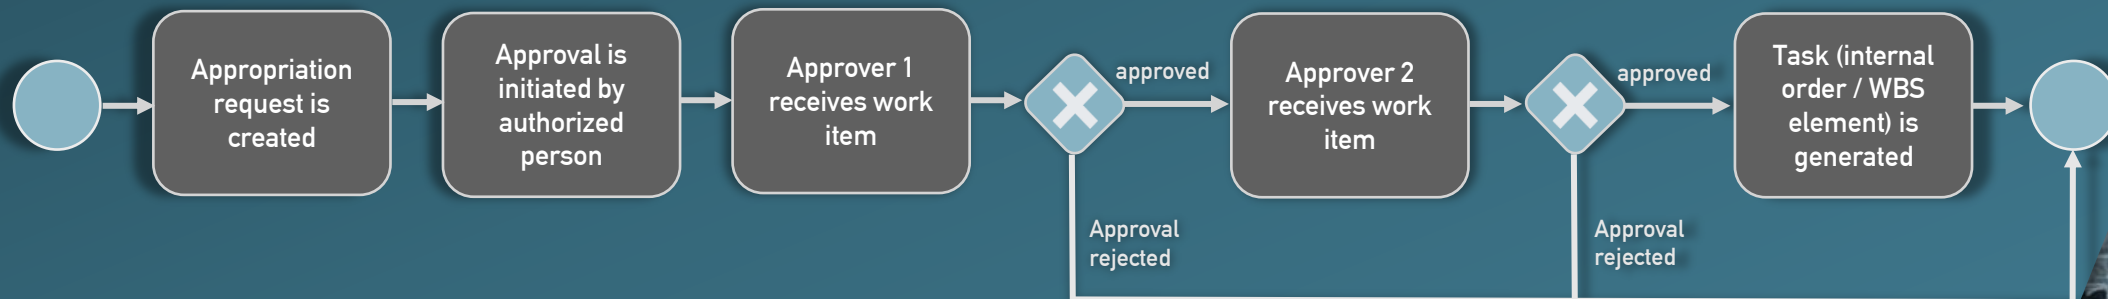 Appropriation
request is
created
Approval is
initiated by
authorized
person
Approver 1
receives work
item
approved
Approval
rejected
Approver 2
receives work
item
approved
Approval
rejected
Task (internal
order / WBS
element) is
generated